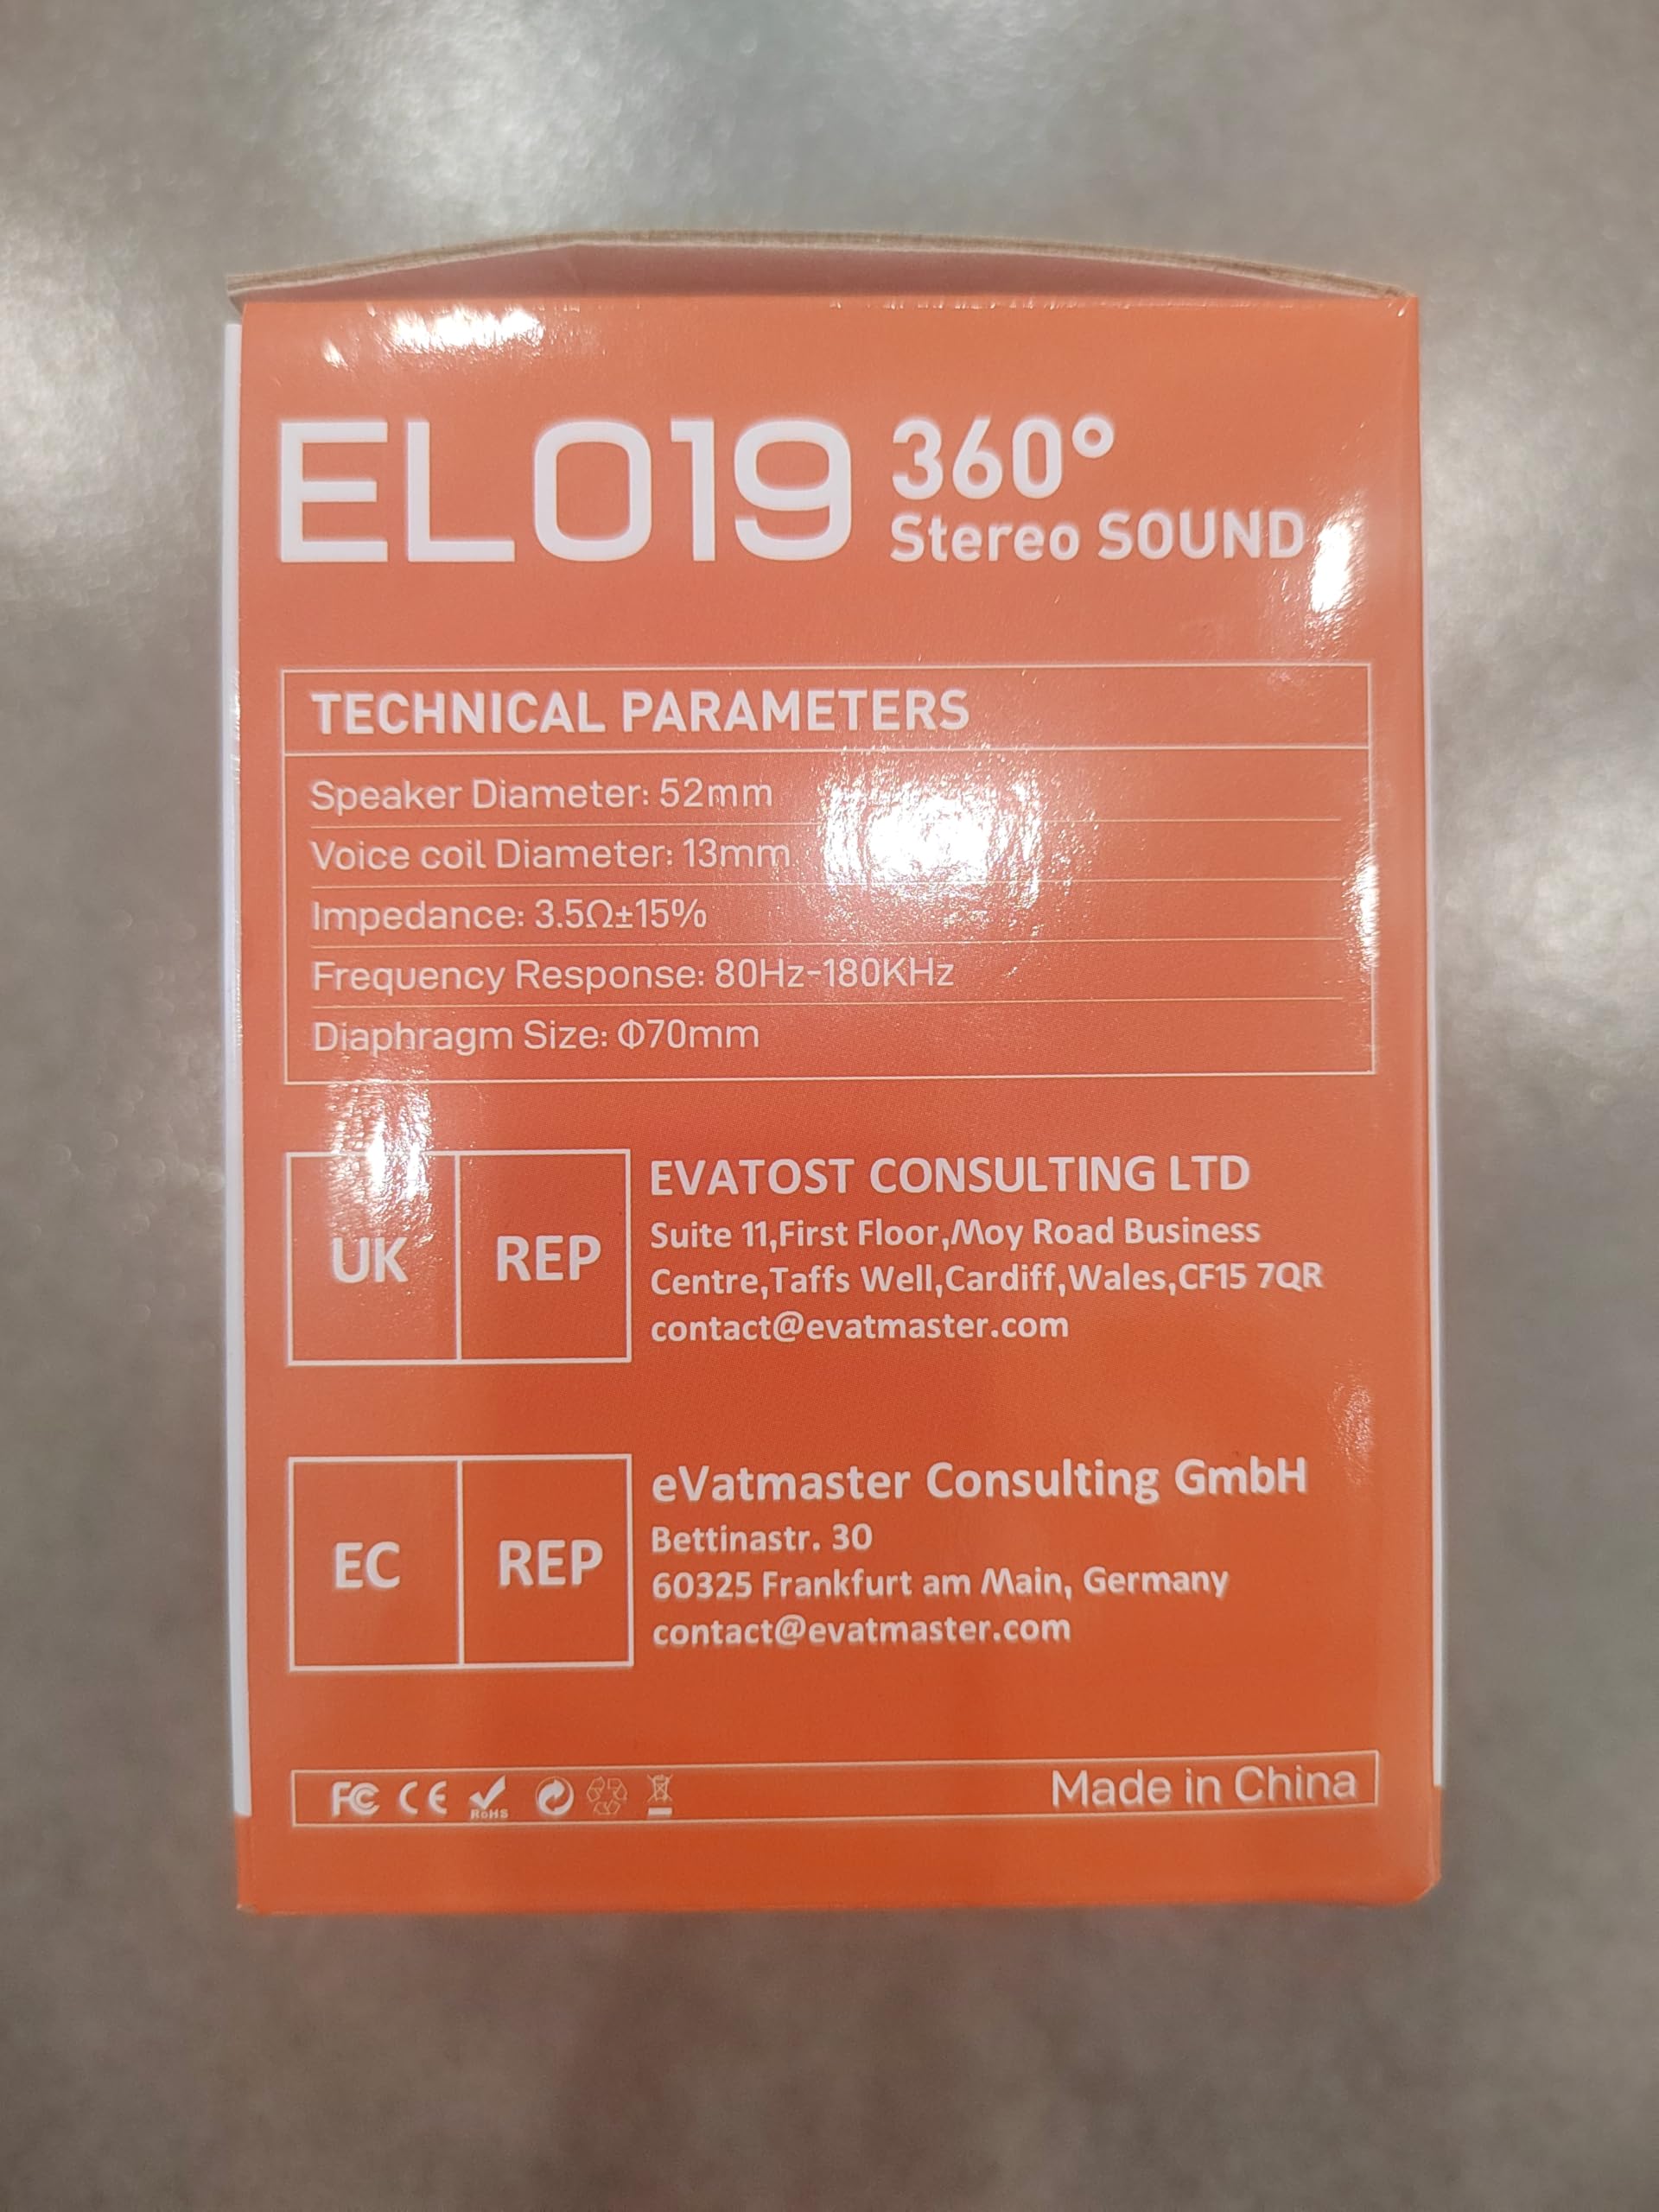 EL019
360°
Stereo SOUND
TECHNICAL PARAMETERS
Speaker Diameter: 52mm
Voice coil Diameter: 13mm
Impedance: 3.5Ω±15%
Frequency Response: 80Hz-180KHz
Diaphragm Size: Φ70mm
UK REP
EVATOST CONSULTING LTD
Suite 11,First Floor,Moy Road Business
Centre,Taffs Well,Cardiff,Wales,CF15 7QR
contact@evatmaster.com
EC REP
eVatmaster Consulting GmbH
Bettinastr. 30
60325 Frankfurt am Main, Germany
contact@evatmaster.com
FC CE RoHS
Made in China